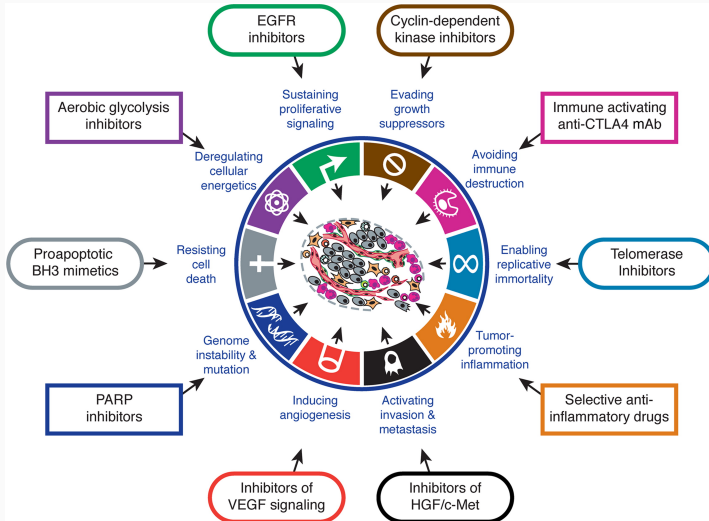 EGFR
inhibitors
Cyclin-dependent
kinase inhibitors
Sustaining
proliferative
signaling
Evading
growth
suppressors
Aerobic glycolysis
inhibitors
Immune activating
anti-CTLA4 mAb
Deregulating
cellular
energetics
Avoiding
immune
destruction
Proapoptotic
BH3 mimetics
Resisting
cell
death
Enabling
replicative
immortality
Telomerase
Inhibitors
Genome
instability &
mutation
Tumor-
promoting
inflammation
PARP
inhibitors
Inducing
angiogenesis
Activating
invasion &
metastasis
Selective anti-
inflammatory drugs
Inhibitors of
VEGF signaling
Inhibitors of
HGF/c-Met